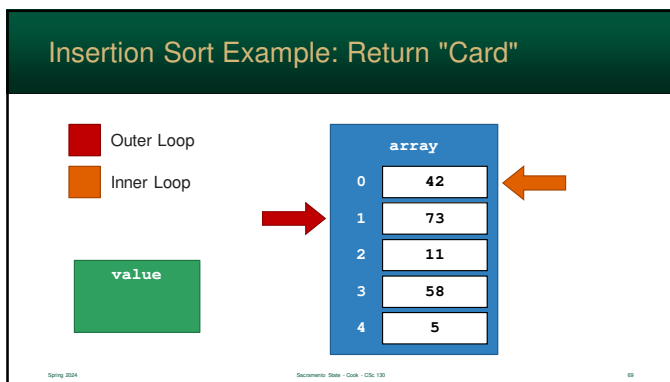 Insertion Sort Example: Return "Card"
Outer Loop
Inner Loop
value
array
0 42
1 73
2 11
3 58
4 5
Spring 2024
Sacramento State - Cook - CSc 130
69